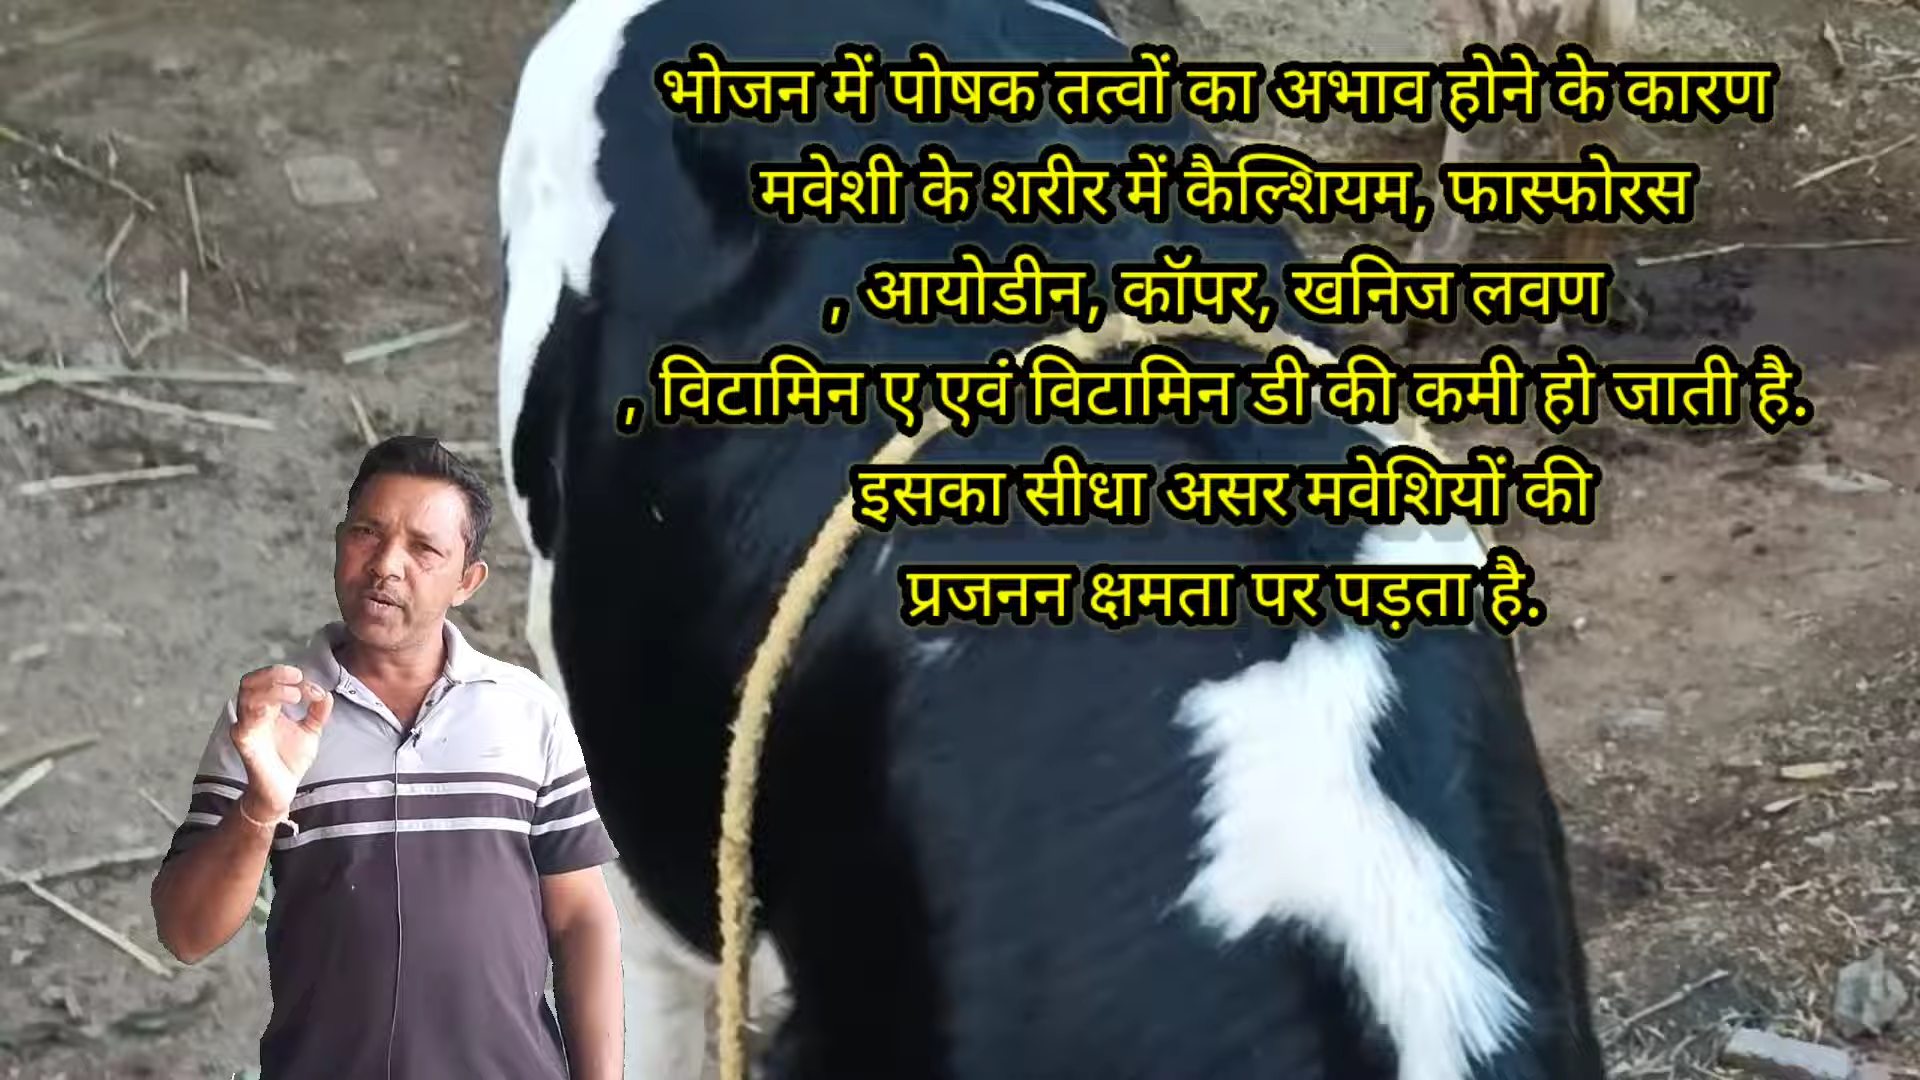 भोजन में पोषक तत्वों का अभाव होने के कारण
मवेशी के शरीर में कैल्शियम, फास्फोरस
, आयोडीन, कॉपर, खनिज लवण
, विटामिन ए एवं विटामिन डी की कमी हो जाती है.
इसका सीधा असर मवेशियों की
प्रजनन क्षमता पर पड़ता है.